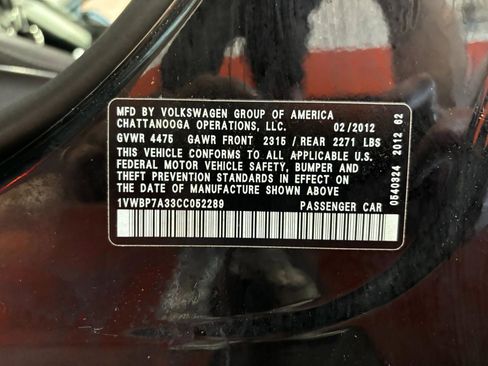 MFD BY VOLKSWAGEN GROUP OF AMERICA
CHATTANOOGA OPERATIONS, LLC. 02/2012
GVWR 4475 GAWR FRONT 2315 / REAR 2271 LBS
THIS VEHICLE CONFORMS TO ALL APPLICABLE U.S.
FEDERAL MOTOR VEHICLE SAFETY, BUMPER AND
THEFT PREVENTION STANDARDS IN EFFECT ON THE
DATE OF MANUFACTURE SHOWN ABOVE.
1VWBP7A33CC052289 PASSENGER CAR
0540324 2012 62